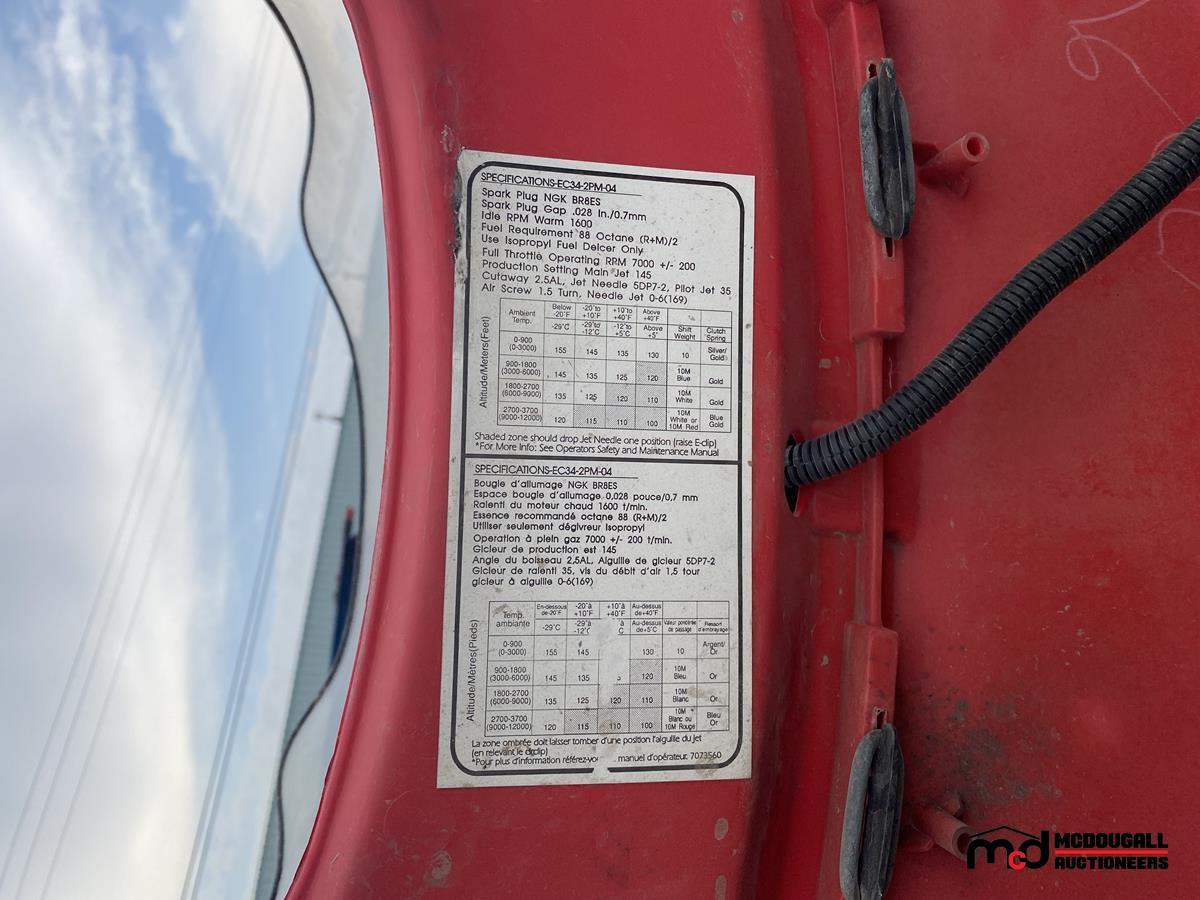 SPECIFICATIONS-EC34-2PM-04
Spark Plug NGK BR8ES
Spark Plug Gap .028 In./0.7mm
Idle RPM Warm 1600
Fuel Requirement 88 Octane (R+M)/2
Use Isopropyl Fuel Deicer Only
Full Throttle Operating RRM 7000 +/- 200
Production Setting Main Jet 145
Cutaway 2.5AL, Jet Needle 5DP7-2, Pilot Jet 35
Air Screw 1.5 Turn, Needle Jet 0-6(169)
Altitude/Meters(Feet)
Ambient Temp. Below -20°F -20°to +10°F +10°to +40°F Above +40°F
-29°C -29°to -12°C -12°to +5°C Above +5° Shift Weight Clutch Spring
0-900 (0-3000) 155 145 135 130 10 Silver/ Gold
900-1800 (3000-6000) 145 135 125 120 10M Blue Gold
1800-2700 (6000-9900) 135 125 120 110 10M White Gold
2700-3700 (9000-12000) 120 115 110 100 10M White or 10M Red Blue Gold
Shaded zone should drop Jet Needle one position (raise E-clip)
*For More Info: See Operators Safety and Maintenance Manual
SPECIFICATIONS-EC34-2PM-04
Bougie d'allumage NGK BR8ES
Espace bougie d'allumage 0,028 pouce/0,7 mm
Ralenti du moteur chaud 1600 t/min.
Essence recommandé octane 88 (R+M)/2
Utiliser seulement dégivreur Isopropyl
Operation à plein gaz 7000 +/- 200 t/min.
Gicleur de production est 145
Angle du boisseau 2,5AL, Aiguille de gicleur 5DP7-2
Gicleur de ralenti 35, vis du débit d'air 1,5 tour
gicleur à aiguille 0-6(169)
Altitude/Mètres(Pieds)
Temp. ambiante En-dessous de-20°F -20°à +10°F +10°à +40°F Au-dessus de+40°F
-29°C -29°à -12°C à C Au-dessus de+5°C Valeur pondérée de passage Ressort d'embrayage
0-900 (0-3000) 155 145 130 10 Argent/ Or
900-1800 (3000-6000) 145 135 120 10M Bleu Or
1800-2700 (6000-9000) 135 125 120 110 10M Blanc Or
2700-3700 (9000-12000) 120 115 110 100 10M Blanc ou 10M Rouge Bleu Or
La zone ombrée doit laisser tomber d'une position l'aiguille du jet
(en relevant le circlip)
*Pour plus d'information référez- manuel d'opérateur. 7073560
mcd MCDOUGALL
AUCTIONEERS